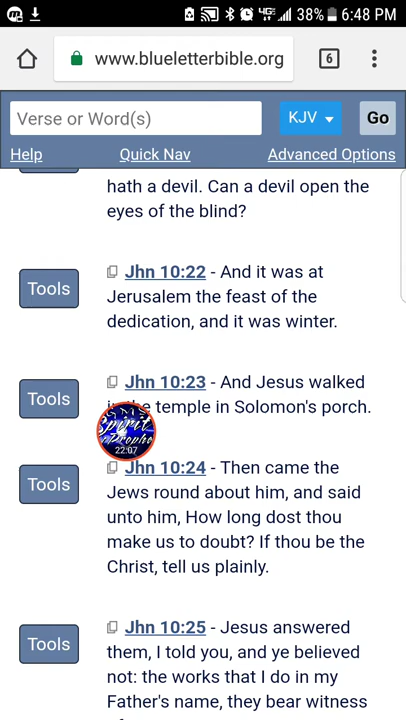 38% 6:48 PM
www.blueletterbible.org
6
Verse or Word(s)
KJV
Go
Help Quick Nav Advanced Options
hath a devil. Can a devil open the
eyes of the blind?
Tools
Jhn 10:22 - And it was at
Jerusalem the feast of the
dedication, and it was winter.
Tools
Jhn 10:23 - And Jesus walked
in the temple in Solomon's porch.
Spirit
22:07
Tools
Jhn 10:24 - Then came the
Jews round about him, and said
unto him, How long dost thou
make us to doubt? If thou be the
Christ, tell us plainly.
Tools
Jhn 10:25 - Jesus answered
them, I told you, and ye believed
not: the works that I do in my
Father's name, they bear witness